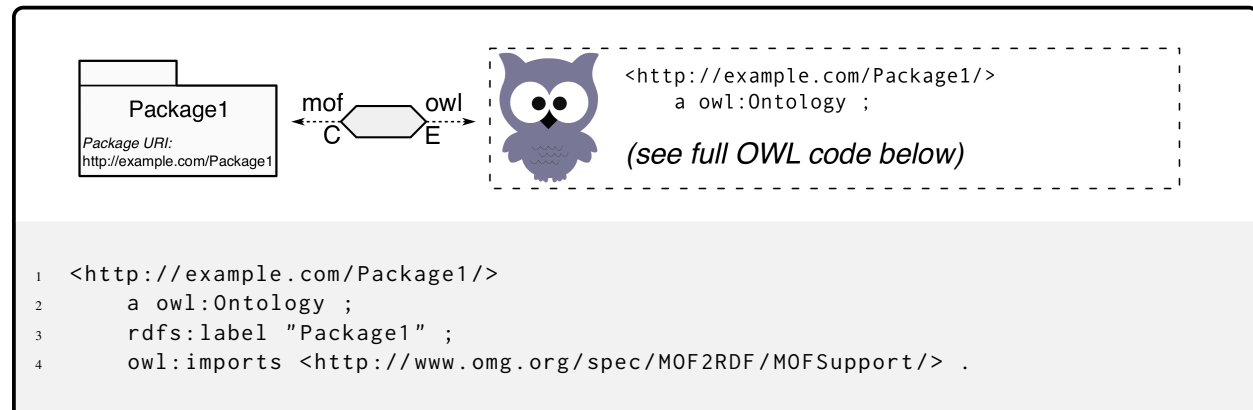 Package1
Package URI:
http://example.com/Package1
mof
owl
C
E
<http://example.com/Package1/>
    a owl:Ontology ;
(see full OWL code below)
1 <http://example.com/Package1/>
2     a owl:Ontology ;
3     rdfs:label "Package1" ;
4     owl:imports <http://www.omg.org/spec/MOF2RDF/MOFSupport/> .